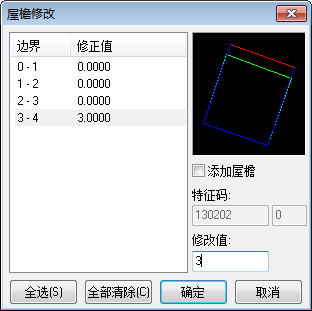 屋檐修改
边界 修正值
0 - 1 0.0000
1 - 2 0.0000
2 - 3 0.0000
3 - 4 3.0000
添加屋檐
特征码:
130202 0
修改值:
3
全选(S) 全部清除(C) 确定 取消